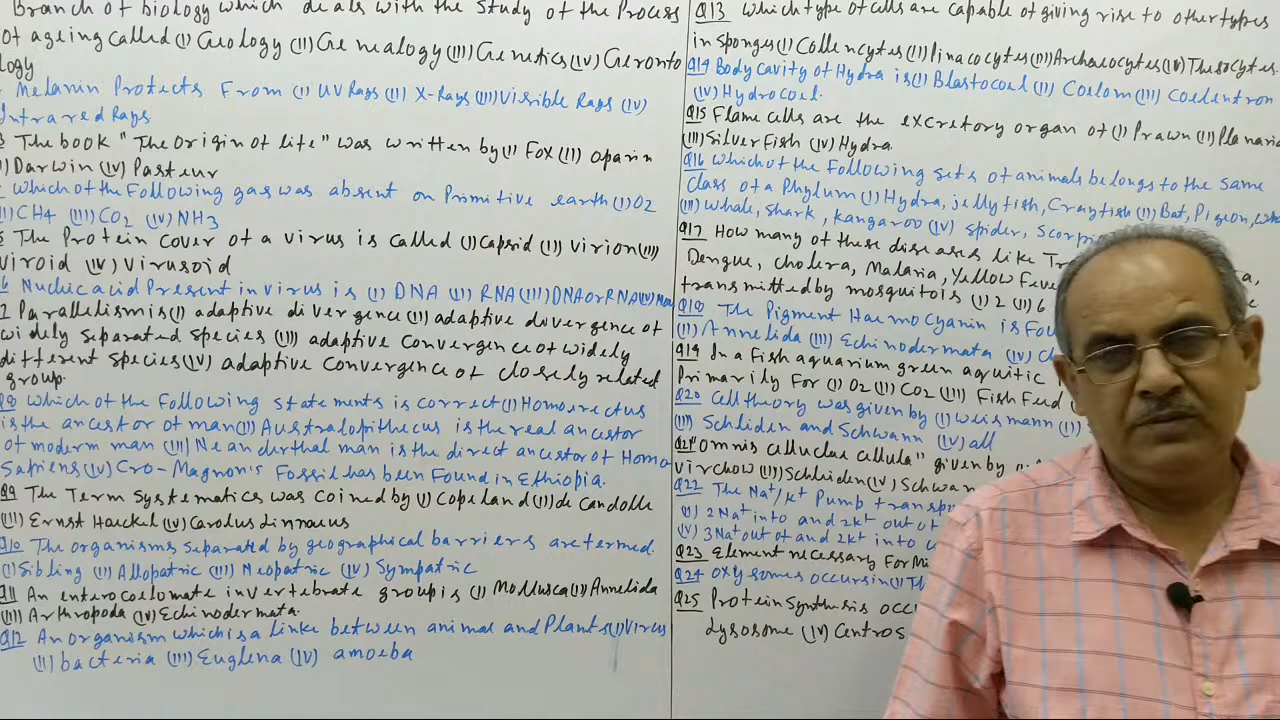 Branch of biology which deals with the Study of the Process
of ageing called (I) Geology (II) Genealogy (III) Genetics (IV) Geronto
logy
Melanin Protects From (I) UV Rays (II) X-Rays (III) Visible Rays (IV)
Infrared Rays
3 The book "The Origin of life" was written by (I) Fox (II) Oparin
) Darwin (IV) Pasteur
which of the Following gas was absent on Primitive earth (I) O2
(II) CH4 (III) CO2 (IV) NH3
5 The Protein cover of a virus is called (I) Capsid (II) Virion (III)
Viroid (IV) Virusoid
6 Nucleic acid Present in virus is (I) DNA (II) RNA (III) DNA or RNA (IV) None
7 Parallelism is (I) adaptive divergence (II) adaptive divergence of
widely separated species (III) adaptive convergence of widely
different species (IV) adaptive convergence of closely related
group.
Q8 which of the Following statements is correct (I) Homo erectus
is the ancestor of man (II) Australopithecus is the real ancestor
of modern man (III) Neanderthal man is the direct ancestor of Homo
Sapiens (IV) Cro-Magnon's Fossil has been Found in Ethiopia.
Q9 The Term Systematics was coined by (I) Copeland (II) de Candolle
(III) Ernst Haeckel (IV) Carolus Linnaeus
Q10 The organisms separated by geographical barriers are termed.
(I) Sibling (II) Allopatric (III) Neopatric (IV) Sympatric
Q11 An enterocoelomate invertebrate group is (I) Mollusca (II) Annelida
(III) Arthropoda (IV) Echinodermata.
Q12 An organism which is a link between animal and Plants (I) Virus
(II) bacteria (III) Euglena (IV) amoeba
Q13 which type of cells are capable of giving rise to other types
in sponges (I) Collencytes (II) Pinacocytes (III) Archaeocytes (IV) Thesocytes.
Q14 Body cavity of Hydra is (I) Blastocoel (II) Coelom (III) Coelentron
(IV) Hydrocoel.
Q15 Flame cells are the excretory organ of (I) Prawn (II) Planaria
(III) Silver Fish (IV) Hydra
Q16 which of the Following sets of animals belongs to the same
Class of a Phylum (I) Hydra, jelly fish, Crayfish (II) Bat, Pigeon,
(III) whale, shark, kangaroo (IV) spider,
Q17 How many of these diseases like
Dengue, Cholera, Malaria, Yellow
transmitted by mosquito is (I) 2 (II) 6
Q18 The Pigment Haemocyanin is
(II) Annelida (III) Echinodermata (IV)
Q19 In a fish aquarium green aquitic
Primarily For (I) O2 (II) CO2 (III) Fish Feed
Q20 Cell theory was given by (I) Weismann (II)
(III) Schliden and Schwann (IV) all
Q21 "Omnis cellulae cellula" given by
Virchow (III) Schleiden (IV) Schwan
Q22 The Na+/K+ Pump
(II) 2Na+ into and 2K+ out of
(IV) 3Na+ out of and 2K+ into
Q23 Element necessary For
Q24 Oxysomes occurs in (I)
Q25 Protein Synthesis
Lysosome (IV)